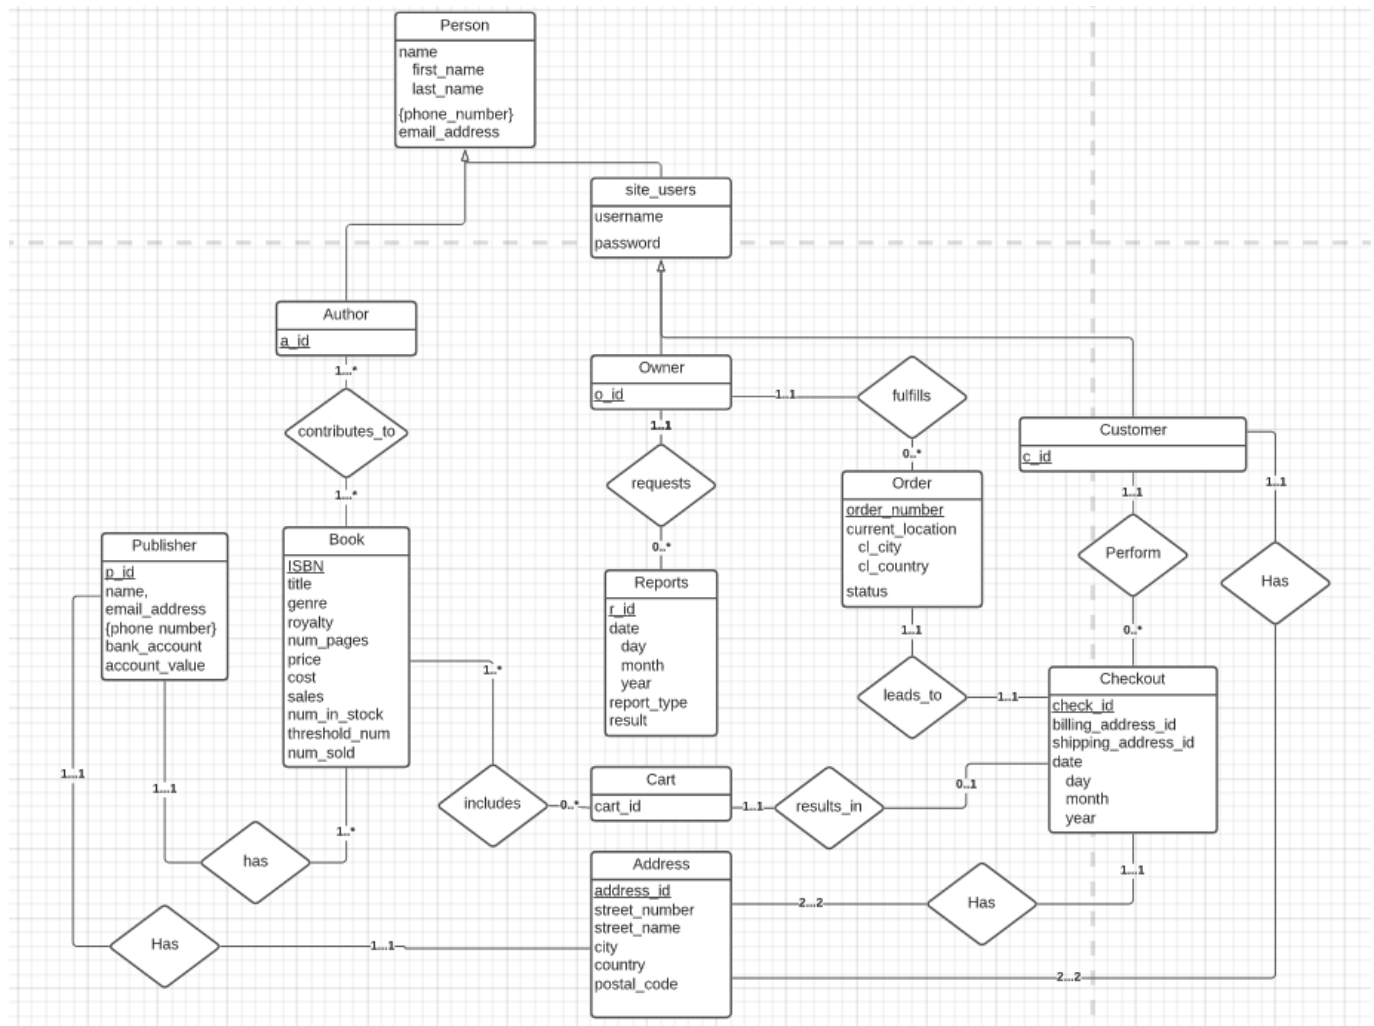 Person
name
first_name
last_name
{phone_number}
email_address
site_users
username
password
Author
a_id
1...*
contributes_to
1...*
Owner
o_id
1..1
fulfills
0..*
1..1
requests
0..*
Customer
c_id
1..1
Perform
0..*
1..1
Has
Order
order_number
current_location
cl_city
cl_country
status
1...1
leads_to
1...1
Publisher
p_id
name,
email_address
{phone number}
bank_account
account_value
Book
ISBN
title
genre
royalty
num_pages
price
cost
sales
num_in_stock
threshold_num
num_sold
Reports
r_id
date
day
month
year
report_type
result
Checkout
check_id
billing_address_id
shipping_address_id
date
day
month
year
1..*
includes
0..*
Cart
cart_id
1...1
results_in
0..1
1...1
1...1
1..*
has
Has
1...1
Address
address_id
street_number
street_name
city
country
postal_code
2...2
Has
1...1
2...2